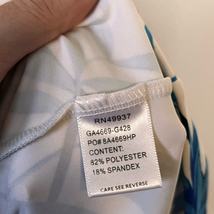 RN49937
GA4669-G428
PO# 8A4669HP
CONTENT:
82% POLYESTER
18% SPANDEX
CARE SEE REVERSE